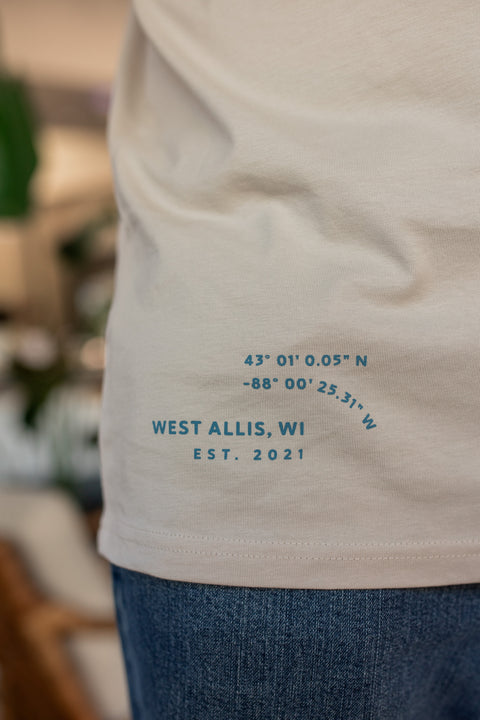 43° 01' 0.05" N
-88° 00' 25.31" W
WEST ALLIS, WI
EST. 2021